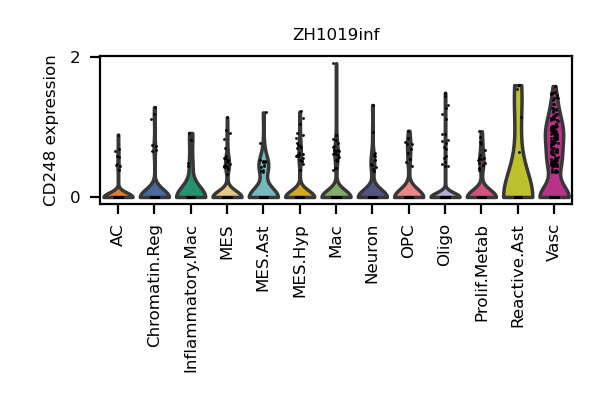 ZH1019inf
CD248 expression
2
0
AC
Chromatin.Reg
Inflammatory.Mac
MES
MES.Ast
MES.Hyp
Mac
Neuron
OPC
Oligo
Prolif.Metab
Reactive.Ast
Vasc